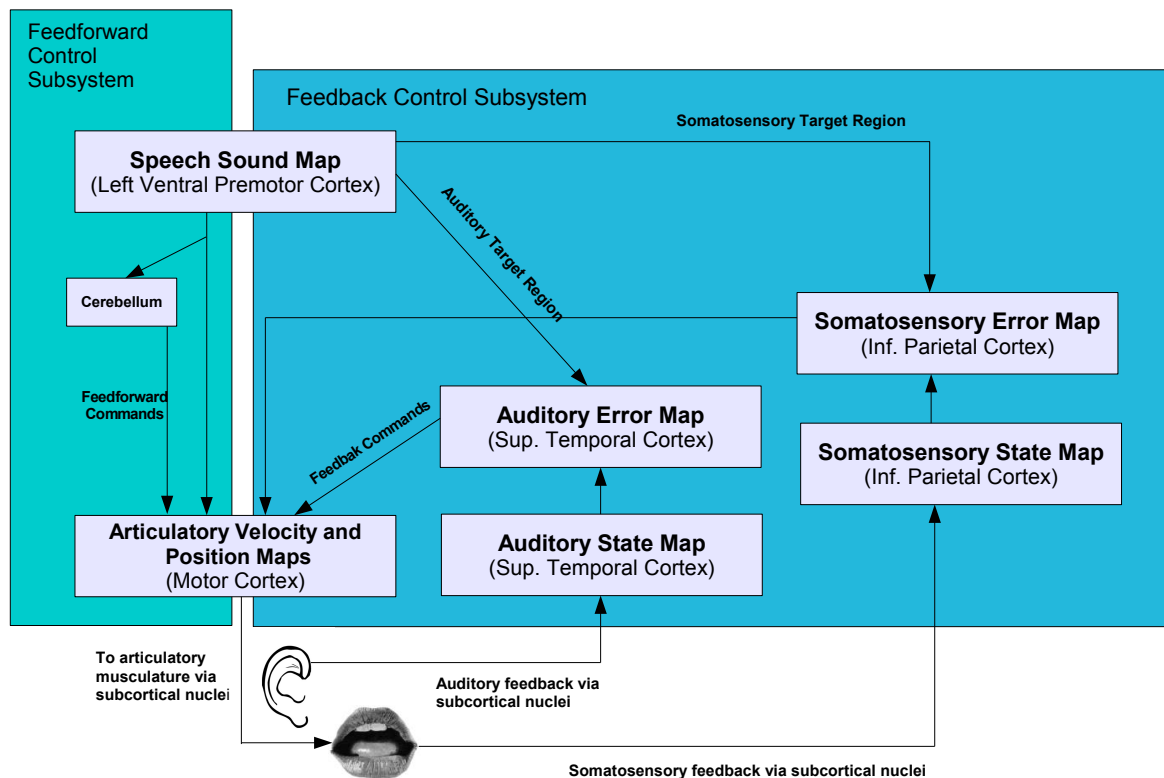 Feedforward
Control
Subsystem
Feedback Control Subsystem
Somatosensory Target Region
Speech Sound Map
(Left Ventral Premotor Cortex)
Auditory Target Region
Cerebellum
Somatosensory Error Map
(Inf. Parietal Cortex)
Feedforward
Commands
Feedbak Commands
Auditory Error Map
(Sup. Temporal Cortex)
Somatosensory State Map
(Inf. Parietal Cortex)
Articulatory Velocity and
Position Maps
(Motor Cortex)
Auditory State Map
(Sup. Temporal Cortex)
To articulatory
musculature via
subcortical nuclei
Auditory feedback via
subcortical nuclei
Somatosensory feedback via subcortical nuclei